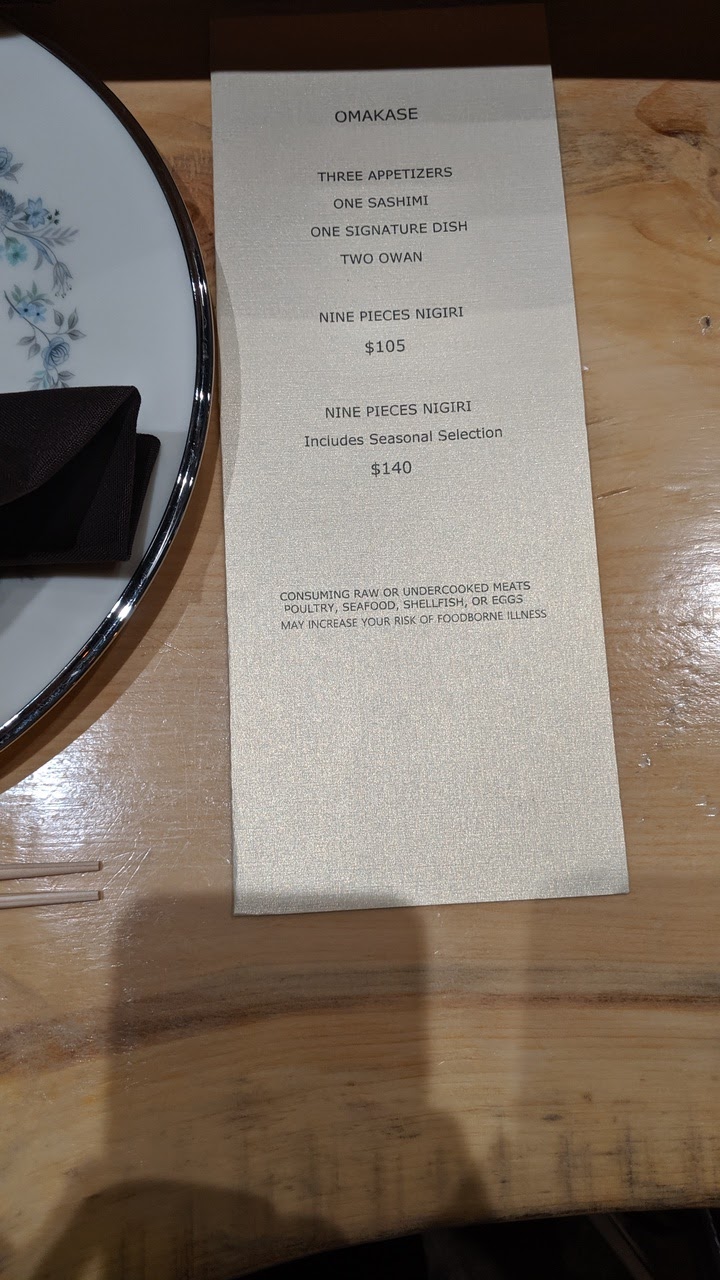 OMAKASE
THREE APPETIZERS
ONE SASHIMI
ONE SIGNATURE DISH
TWO OWAN
NINE PIECES NIGIRI
$105
NINE PIECES NIGIRI
Includes Seasonal Selection
$140
CONSUMING RAW OR UNDERCOOKED MEATS
POULTRY, SEAFOOD, SHELLFISH, OR EGGS
MAY INCREASE YOUR RISK OF FOODBORNE ILLNESS